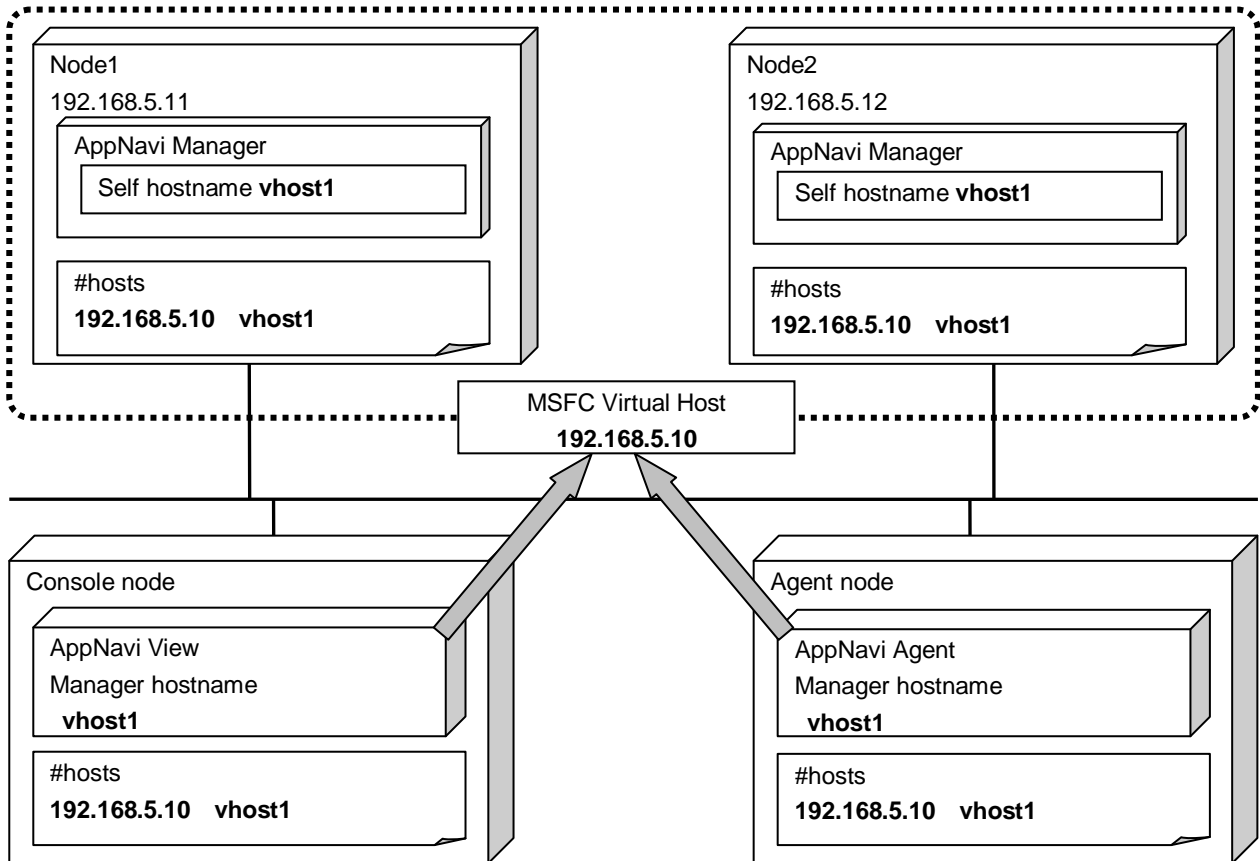 Node1
192.168.5.11
AppNavi Manager
Self hostname vhost1
#hosts
192.168.5.10 vhost1
Node2
192.168.5.12
AppNavi Manager
Self hostname vhost1
#hosts
192.168.5.10 vhost1
MSFC Virtual Host
192.168.5.10
Console node
AppNavi View
Manager hostname
vhost1
#hosts
192.168.5.10 vhost1
Agent node
AppNavi Agent
Manager hostname
vhost1
#hosts
192.168.5.10 vhost1